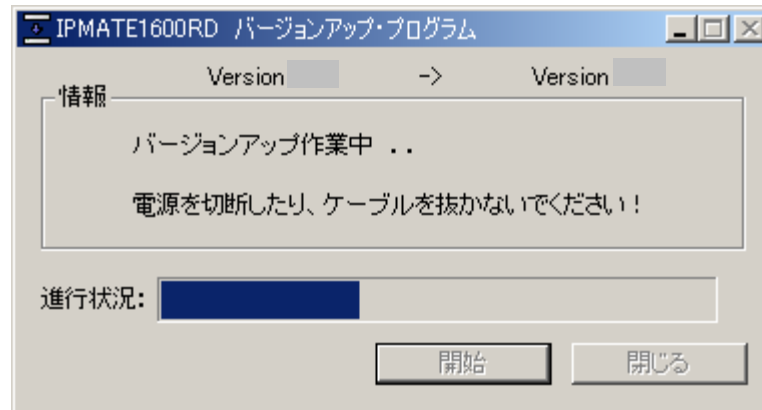 IPMATE1600RD バージョンアップ・プログラム
Version -> Version
情報
バージョンアップ作業中 ..
電源を切断したり、ケーブルを抜かないでください!
進行状況:
開始 閉じる